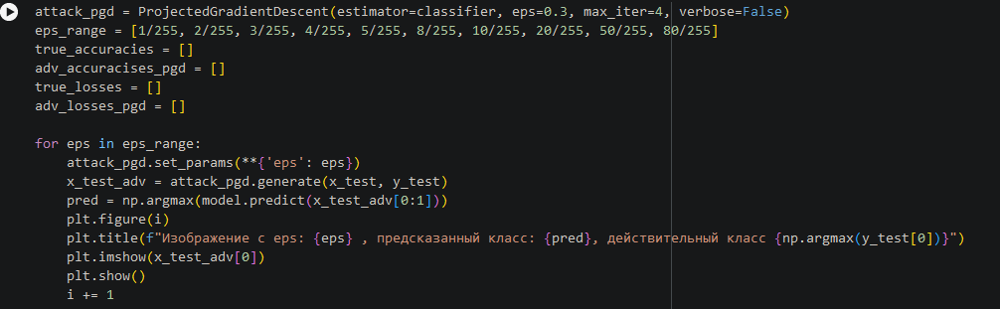 attack_pgd = ProjectedGradientDescent(estimator=classifier, eps=0.3, max_iter=4, verbose=False)
eps_range = [1/255, 2/255, 3/255, 4/255, 5/255, 8/255, 10/255, 20/255, 50/255, 80/255]
true_accuracies = []
adv_accuracises_pgd = []
true_losses = []
adv_losses_pgd = []

for eps in eps_range:
    attack_pgd.set_params(**{'eps': eps})
    x_test_adv = attack_pgd.generate(x_test, y_test)
    pred = np.argmax(model.predict(x_test_adv[0:1]))
    plt.figure(i)
    plt.title(f"Изображение с eps: {eps} , предсказанный класс: {pred}, действительный класс {np.argmax(y_test[0])}")
    plt.imshow(x_test_adv[0])
    plt.show()
    i += 1